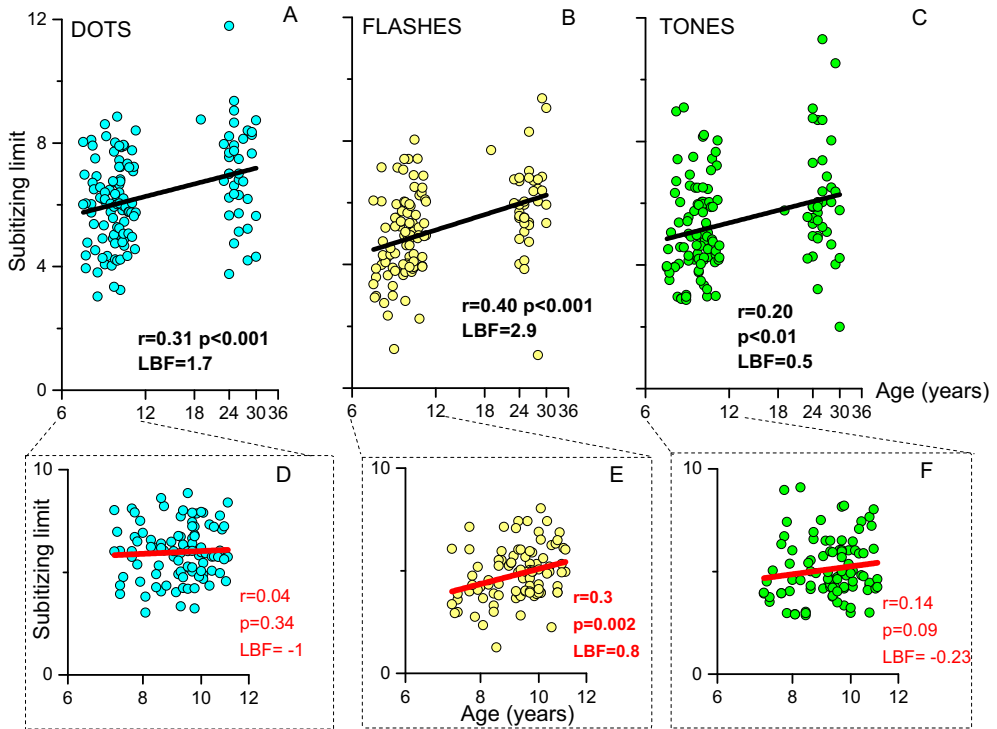 A
DOTS
12
8
4
0
Subitizing limit
r=0.31 p<0.001
LBF=1.7
6 12 24 30 36
B
FLASHES
r=0.40 p<0.001
LBF=2.9
6 12 24 30 36
C
TONES
r=0.20
p<0.01
LBF=0.5
Age (years)
6 12 24 30 36
D
10
0
Subitizing limit
r=0.04
p=0.34
LBF= -1
6 8 10 12
E
10
0
r=0.3
p=0.002
LBF=0.8
6 8 10 12
Age (years)
F
10
0
r=0.14
p=0.09
LBF= -0.23
6 8 10 12